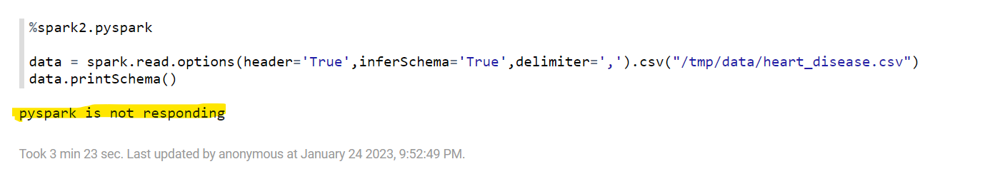 %spark2.pyspark
data = spark.read.options(header='True',inferSchema='True',delimiter=',').csv("/tmp/data/heart_disease.csv")
data.printSchema()
pyspark is not responding
Took 3 min 23 sec. Last updated by anonymous at January 24 2023, 9:52:49 PM.